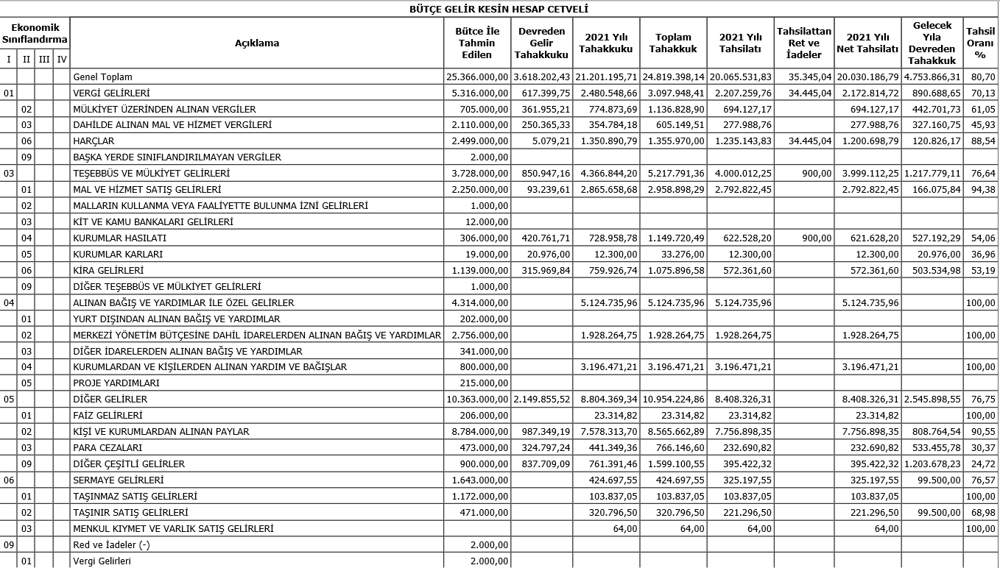 BÜTÇE GELİR KESİN HESAP CETVELİ
Ekonomik Sınıflandırma Açıklama Bütce İle Tahmin Edilen Devreden Gelir Tahakkuku 2021 Yılı Tahakkuku Toplam Tahakkuk 2021 Yılı Tahsilatı Tahsilattan Ret ve İadeler 2021 Yılı Net Tahsilatı Gelecek Yıla Devreden Tahakkuk Tahsil Oranı %
I II III IV
Genel Toplam 25.366.000,00 3.618.202,43 21.201.195,71 24.819.398,14 20.065.531,83 35.345,04 20.030.186,79 4.753.866,31 80,70
01 VERGİ GELİRLERİ 5.316.000,00 617.399,75 2.480.548,66 3.097.948,41 2.207.259,76 34.445,04 2.172.814,72 890.688,65 70,13
02 MÜLKİYET ÜZERİNDEN ALINAN VERGİLER 705.000,00 361.955,21 774.873,69 1.136.828,90 694.127,17 694.127,17 442.701,73 61,05
03 DAHİLDE ALINAN MAL VE HİZMET VERGİLERİ 2.110.000,00 250.365,33 354.784,18 605.149,51 277.988,76 277.988,76 327.160,75 45,93
06 HARÇLAR 2.499.000,00 5.079,21 1.350.890,79 1.355.970,00 1.235.143,83 34.445,04 1.200.698,79 120.826,17 88,54
09 BAŞKA YERDE SINIFLANDIRILMAYAN VERGİLER 2.000,00
03 TEŞEBBÜS VE MÜLKİYET GELİRLERİ 3.728.000,00 850.947,16 4.366.844,20 5.217.791,36 4.000.012,25 900,00 3.999.112,25 1.217.779,11 76,64
01 MAL VE HİZMET SATIŞ GELİRLERİ 2.250.000,00 93.239,61 2.865.658,68 2.958.898,29 2.792.822,45 2.792.822,45 166.075,84 94,38
02 MALLARIN KULLANMA VEYA FAALİYETTE BULUNMA İZNİ GELİRLERİ 1.000,00
03 KİT VE KAMU BANKALARI GELİRLERİ 12.000,00
04 KURUMLAR HASILATI 306.000,00 420.761,71 728.958,78 1.149.720,49 622.528,20 900,00 621.628,20 527.192,29 54,06
05 KURUMLAR KARLARI 19.000,00 20.976,00 12.300,00 33.276,00 12.300,00 12.300,00 20.976,00 36,96
06 KİRA GELİRLERİ 1.139.000,00 315.969,84 759.926,74 1.075.896,58 572.361,60 572.361,60 503.534,98 53,19
09 DİĞER TEŞEBBÜS VE MÜLKİYET GELİRLERİ 1.000,00
04 ALINAN BAĞIŞ VE YARDIMLAR İLE ÖZEL GELİRLER 4.314.000,00 5.124.735,96 5.124.735,96 5.124.735,96 5.124.735,96 100,00
01 YURT DIŞINDAN ALINAN BAĞIŞ VE YARDIMLAR 202.000,00
02 MERKEZİ YÖNETİM BÜTÇESİNE DAHİL İDARELERDEN ALINAN BAĞIŞ VE YARDIMLAR 2.756.000,00 1.928.264,75 1.928.264,75 1.928.264,75 1.928.264,75 100,00
03 DİĞER İDARELERDEN ALINAN BAĞIŞ VE YARDIMLAR 341.000,00
04 KURUMLARDAN VE KİŞİLERDEN ALINAN YARDIM VE BAĞIŞLAR 800.000,00 3.196.471,21 3.196.471,21 3.196.471,21 3.196.471,21 100,00
05 PROJE YARDIMLARI 215.000,00
05 DİĞER GELİRLER 10.363.000,00 2.149.855,52 8.804.369,34 10.954.224,86 8.408.326,31 8.408.326,31 2.545.898,55 76,75
01 FAİZ GELİRLERİ 206.000,00 23.314,82 23.314,82 23.314,82 23.314,82 100,00
02 KİŞİ VE KURUMLARDAN ALINAN PAYLAR 8.784.000,00 987.349,19 7.578.313,70 8.565.662,89 7.756.898,35 7.756.898,35 808.764,54 90,55
03 PARA CEZALARI 473.000,00 324.797,24 441.349,36 766.146,60 232.690,82 232.690,82 533.455,78 30,37
09 DİĞER ÇEŞİTLİ GELİRLER 900.000,00 837.709,09 761.391,46 1.599.100,55 395.422,32 395.422,32 1.203.678,23 24,72
06 SERMAYE GELİRLERİ 1.643.000,00 424.697,55 424.697,55 325.197,55 325.197,55 99.500,00 76,57
01 TAŞINMAZ SATIŞ GELİRLERİ 1.172.000,00 103.837,05 103.837,05 103.837,05 103.837,05 100,00
02 TAŞINIR SATIŞ GELİRLERİ 471.000,00 320.796,50 320.796,50 221.296,50 221.296,50 99.500,00 68,98
03 MENKUL KIYMET VE VARLIK SATIŞ GELİRLERİ 64,00 64,00 64,00 64,00 100,00
09 Red ve İadeler (-) 2.000,00
01 Vergi Gelirleri 2.000,00